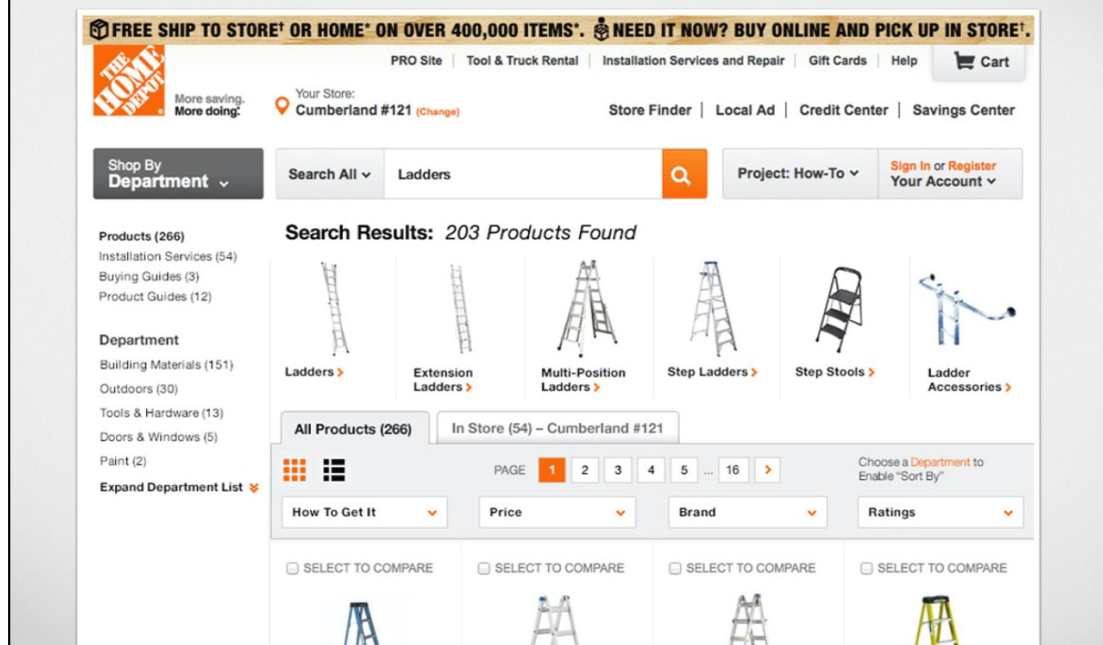 FREE SHIP TO STORE† OR HOME* ON OVER 400,000 ITEMS*. NEED IT NOW? BUY ONLINE AND PICK UP IN STORE†.
PRO Site | Tool & Truck Rental | Installation Services and Repair | Gift Cards | Help
Cart
THE HOME DEPOT
More saving.
More doing.®
Your Store:
Cumberland #121 (Change)
Store Finder | Local Ad | Credit Center | Savings Center
Shop By
Department
Search All
Ladders
Project: How-To
Sign In or Register
Your Account
Products (266)
Installation Services (54)
Buying Guides (3)
Product Guides (12)
Department
Building Materials (151)
Outdoors (30)
Tools & Hardware (13)
Doors & Windows (5)
Paint (2)
Expand Department List
Search Results: 203 Products Found
Ladders >
Extension
Ladders >
Multi-Position
Ladders >
Step Ladders >
Step Stools >
Ladder
Accessories >
All Products (266)
In Store (54) – Cumberland #121
PAGE 1 2 3 4 5 ... 16 >
Choose a Department to
Enable "Sort By"
How To Get It
Price
Brand
Ratings
SELECT TO COMPARE
SELECT TO COMPARE
SELECT TO COMPARE
SELECT TO COMPARE